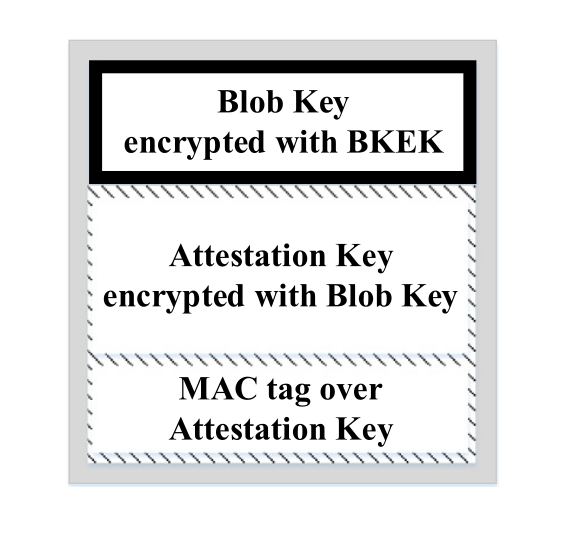 Blob Key
encrypted with BKEK
Attestation Key
encrypted with Blob Key
MAC tag over
Attestation Key